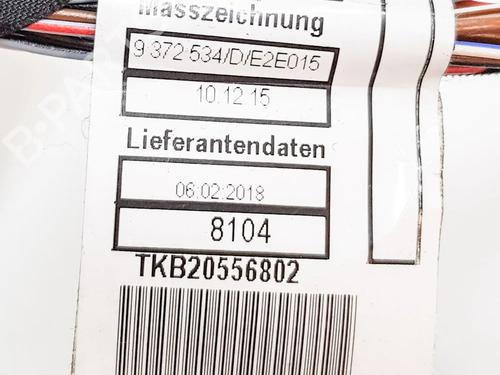 Masszeichnung
9 372 534/D/E2E015
10.12.15
Lieferantendaten
06.02.2018
8104
TKB20556802